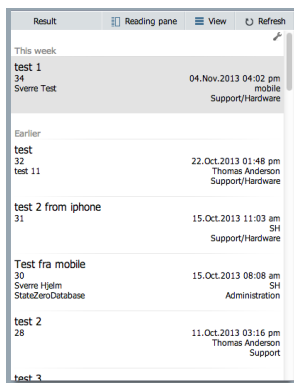 Result Reading pane View Refresh
This week
test 1
34 04.Nov.2013 04:02 pm
Sverre Test mobile
Support/Hardware
Earlier
test
32 22.Oct.2013 01:48 pm
test 11 Thomas Anderson
Support/Hardware
test 2 from iphone
31 15.Oct.2013 11:03 am
SH
Support/Hardware
Test fra mobile
30 15.Oct.2013 08:08 am
Sverre Hjelm SH
StateZeroDatabase Administration
test 2
28 11.Oct.2013 03:16 pm
Thomas Anderson
Support
test 3